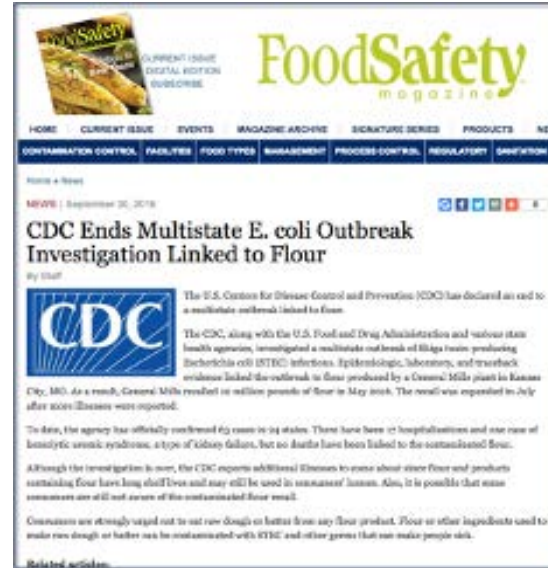 FoodSafety
CURRENT ISSUE
DIGITAL EDITION
SUBSCRIBE
FoodSafety
magazine
HOME CURRENT ISSUE EVENTS MAGAZINE ARCHIVE SIGNATURE SERIES PRODUCTS NE
CONTAMINATION CONTROL FACILITIES FOOD TYPES MANAGEMENT PROCESS CONTROL REGULATORY SANITATION
Home » News
NEWS | September 30, 2016
CDC Ends Multistate E. coli Outbreak
Investigation Linked to Flour
By Staff
CDC
The U.S. Centers for Disease Control and Prevention (CDC) has declared an end to
a multistate outbreak linked to flour.
The CDC, along with the U.S. Food and Drug Administration and various state
health agencies, investigated a multistate outbreak of Shiga toxin-producing
Escherichia coli (STEC) infections. Epidemiologic, laboratory, and traceback
evidence linked the outbreak to flour produced by a General Mills plant in Kansas
City, MO. As a result, General Mills recalled 10 million pounds of flour in May 2016. The recall was expanded in July
after more illnesses were reported.
To date, the agency has officially confirmed 63 cases in 24 states. There have been 17 hospitalizations and one case of
hemolytic uremic syndrome, a type of kidney failure, but no deaths have been linked to the contaminated flour.
Although the investigation is over, the CDC expects additional illnesses to come about since flour and products
containing flour have long shelf lives and may still be used in consumers' homes. Also, it is possible that some
consumers are still not aware of the contaminated flour recall.
Consumers are strongly urged not to eat raw dough or batter from any flour product. Flour or other ingredients used to
make raw dough or batter can be contaminated with STEC and other germs that can make people sick.
Related articles: